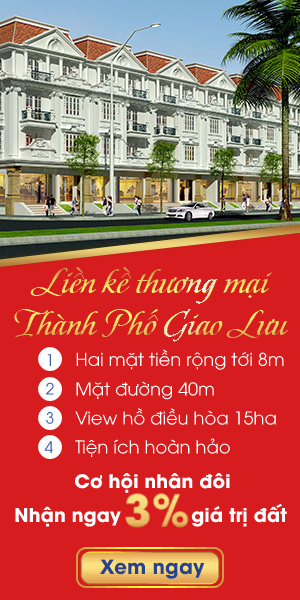 Liền kề thương mại
Thành Phố Giao Lưu
1 Hai mặt tiền rộng tới 8m
2 Mặt đường 40m
3 View hồ điều hòa 15ha
4 Tiện ích hoàn hảo
Cơ hội nhân đôi
Nhận ngay 3% giá trị đất
Xem ngay